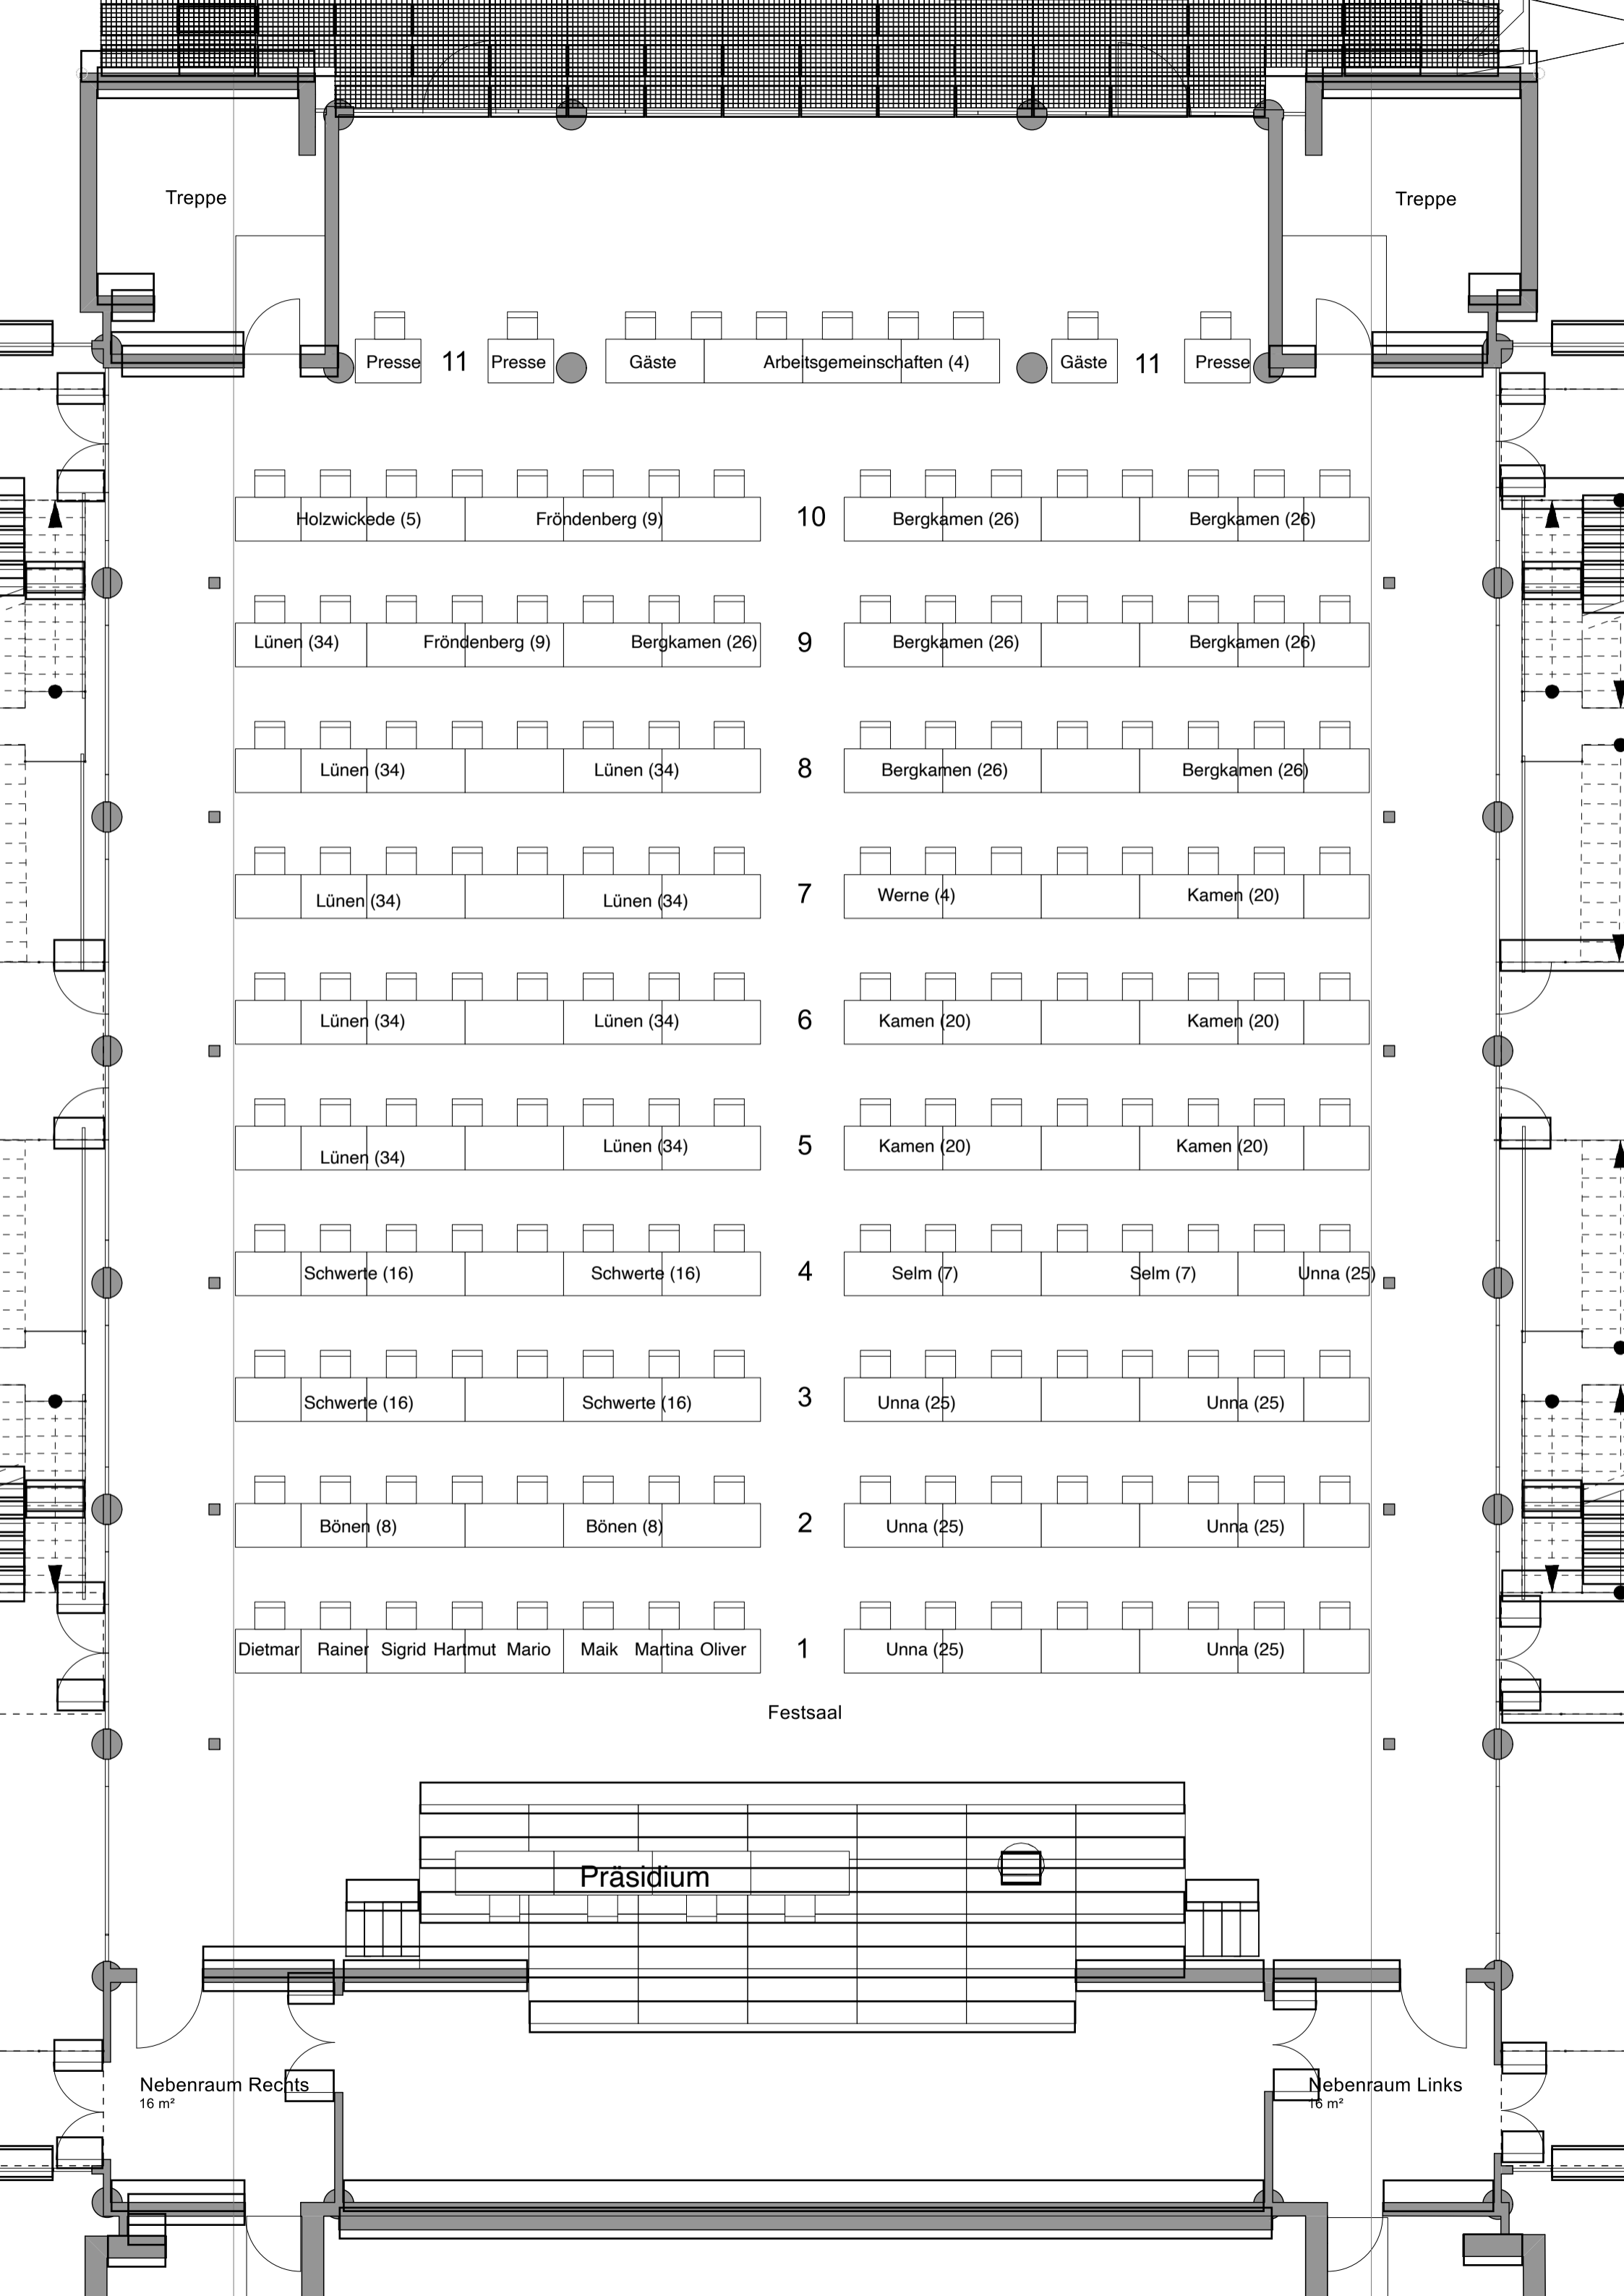 Treppe Treppe
Presse 11 Presse Gäste Arbeitsgemeinschaften (4) Gäste 11 Presse
Holzwickede (5) Fröndenberg (9) 10 Bergkamen (26) Bergkamen (26)
Lünen (34) Fröndenberg (9) Bergkamen (26) 9 Bergkamen (26) Bergkamen (26)
Lünen (34) Lünen (34) 8 Bergkamen (26) Bergkamen (26)
Lünen (34) Lünen (34) 7 Werne (4) Kamen (20)
Lünen (34) Lünen (34) 6 Kamen (20) Kamen (20)
Lünen (34) Lünen (34) 5 Kamen (20) Kamen (20)
Schwerte (16) Schwerte (16) 4 Selm (7) Selm (7) Unna (25)
Schwerte (16) Schwerte (16) 3 Unna (25) Unna (25)
Bönen (8) Bönen (8) 2 Unna (25) Unna (25)
Dietmar Rainer Sigrid Hartmut Mario Maik Martina Oliver 1 Unna (25) Unna (25)
Festsaal
Präsidium
Nebenraum Rechts Nebenraum Links
16 m² 16 m²